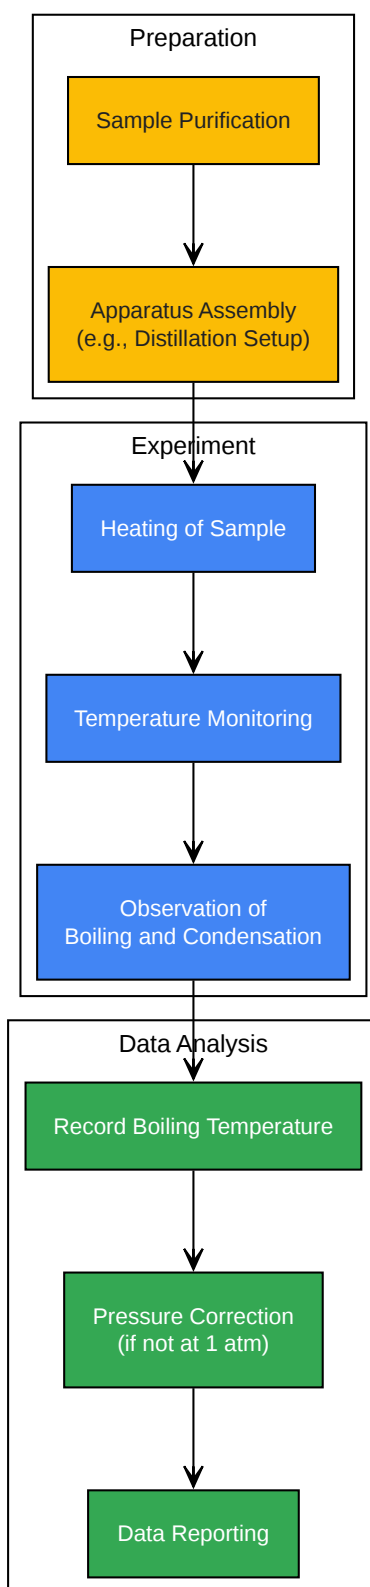 Preparation
Sample Purification
Apparatus Assembly
(e.g., Distillation Setup)
Experiment
Heating of Sample
Temperature Monitoring
Observation of
Boiling and Condensation
Data Analysis
Record Boiling Temperature
Pressure Correction
(if not at 1 atm)
Data Reporting